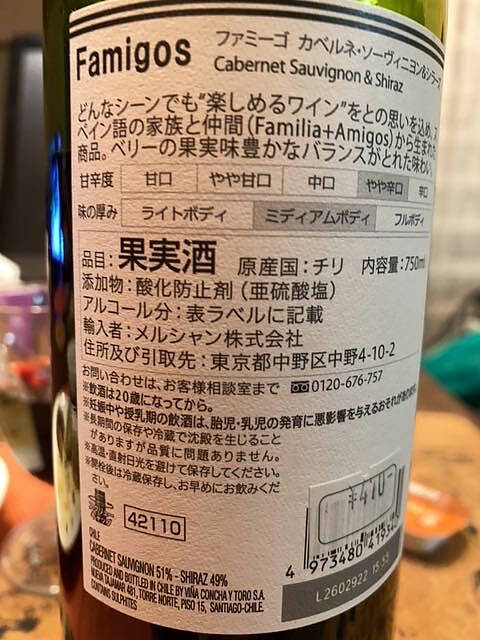 Famigos
ファミーゴ カベルネ・ソーヴィニヨン&シラーズ
Cabernet Sauvignon & Shiraz
どんなシーンでも“楽しめるワイン”をとの思いを込め、ス
ペイン語の家族と仲間(Familia+Amigos)から生まれた
商品。ベリーの果実味豊かなバランスがとれた味わい。
甘辛度 甘口 やや甘口 中口 やや辛口 辛口
味の厚み ライトボディ ミディアムボディ フルボディ
品目:果実酒 原産国:チリ 内容量:750ml
添加物:酸化防止剤(亜硫酸塩)
アルコール分:表ラベルに記載
輸入者:メルシャン株式会社
住所及び引取先:東京都中野区中野4-10-2
お問い合わせは、お客様相談室まで 0120-676-757
※飲酒は20歳になってから。
※妊娠中や授乳期の飲酒は、胎児・乳児の発育に悪影響を与えるおそれがあります。
※長期間の保存や冷蔵で沈殿を生じること
がありますが品質に問題ありません。
※高温・直射日光を避けて保存してください。
※開栓後は冷蔵保存し、お早めにお飲みくだ
さい。
42110
¥470-
4 973480
CHILE
CABERNET SAUVIGNON 51% - SHIRAZ 49%
PRODUCED AND BOTTLED IN CHILE BY VIÑA CONCHA Y TORO S.A.
NUEVA TAJAMAR 481, TORRE NORTE, PISO 15, SANTIAGO-CHILE.
CONTAINS SULPHITES
L2602922 15:55